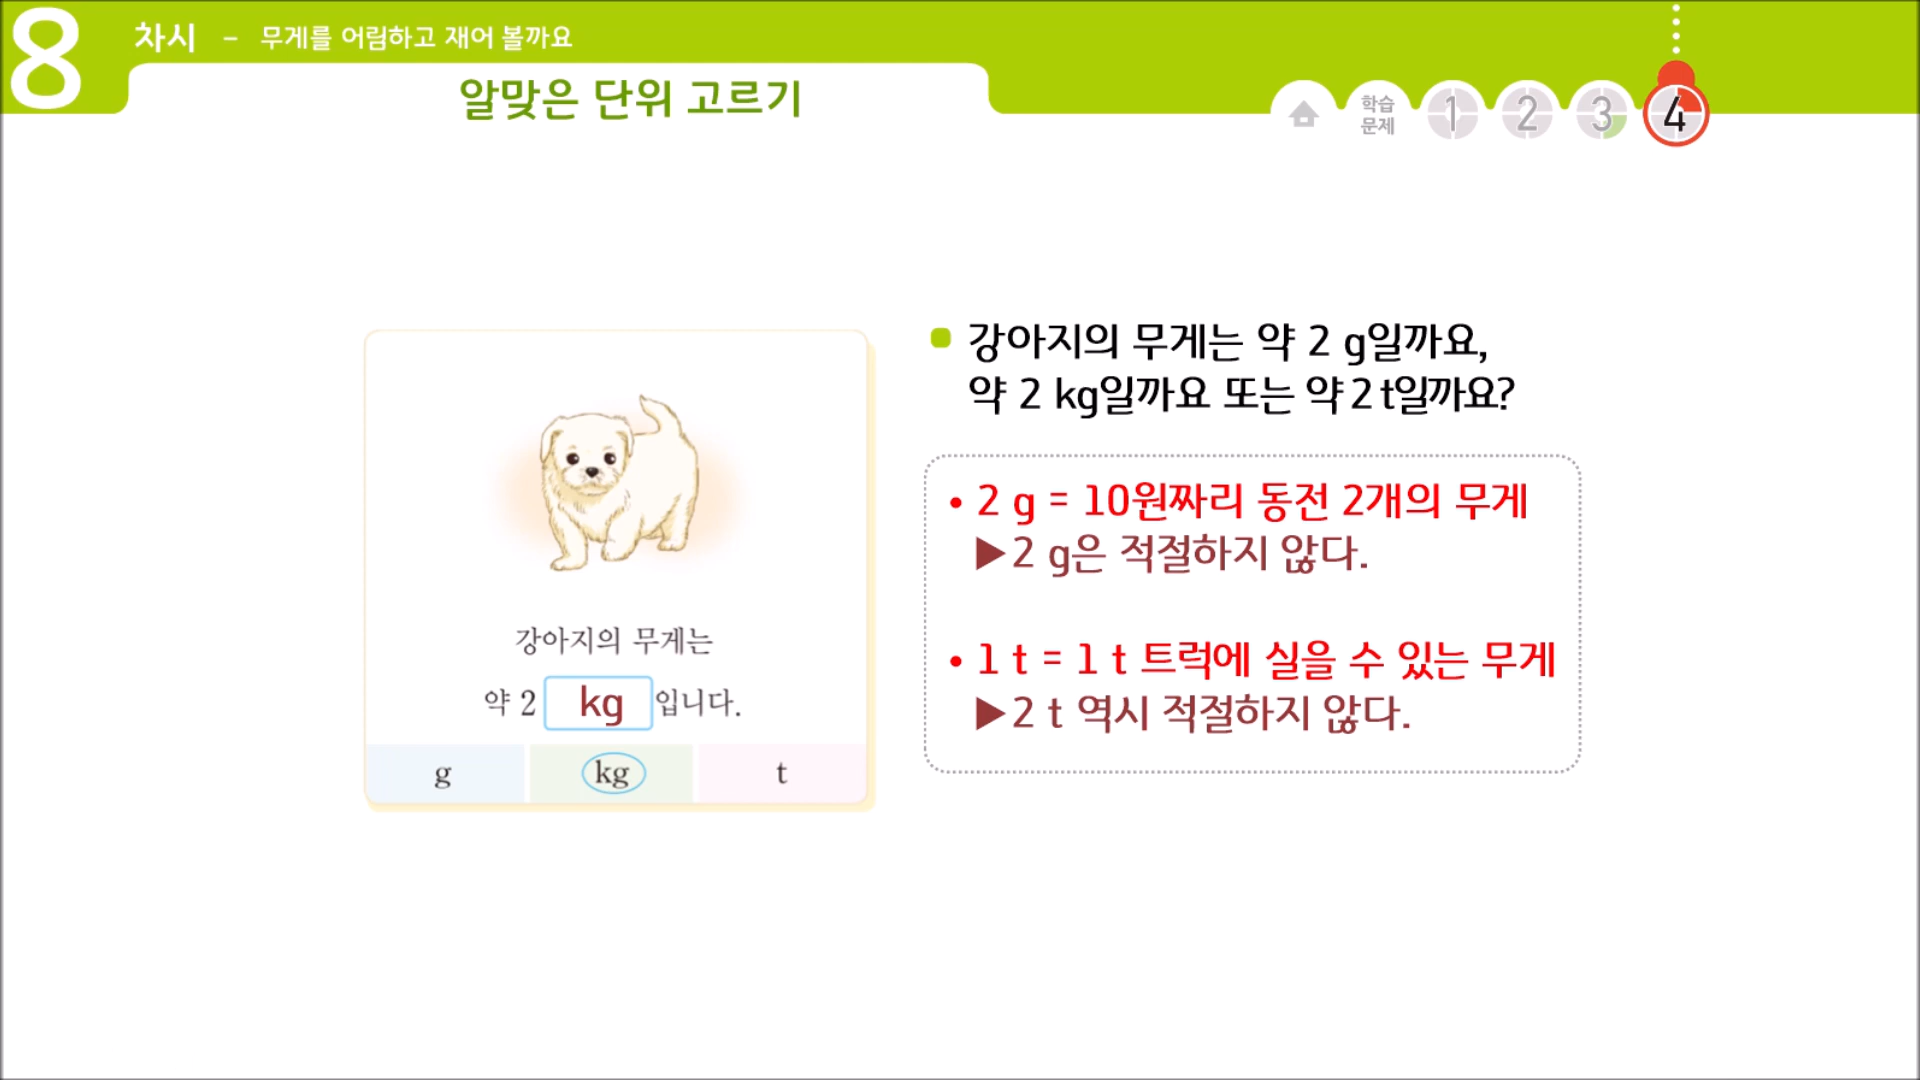 8 차시 - 무게를 어림하고 재어 볼까요
알맞은 단위 고르기
학습
문제
1 2 3 4
강아지의 무게는
약 2 kg 입니다.
g kg t
강아지의 무게는 약 2 g일까요,
약 2 kg일까요 또는 약 2 t일까요?
• 2 g = 10원짜리 동전 2개의 무게
▶2 g은 적절하지 않다.
• 1 t = 1 t 트럭에 실을 수 있는 무게
▶2 t 역시 적절하지 않다.